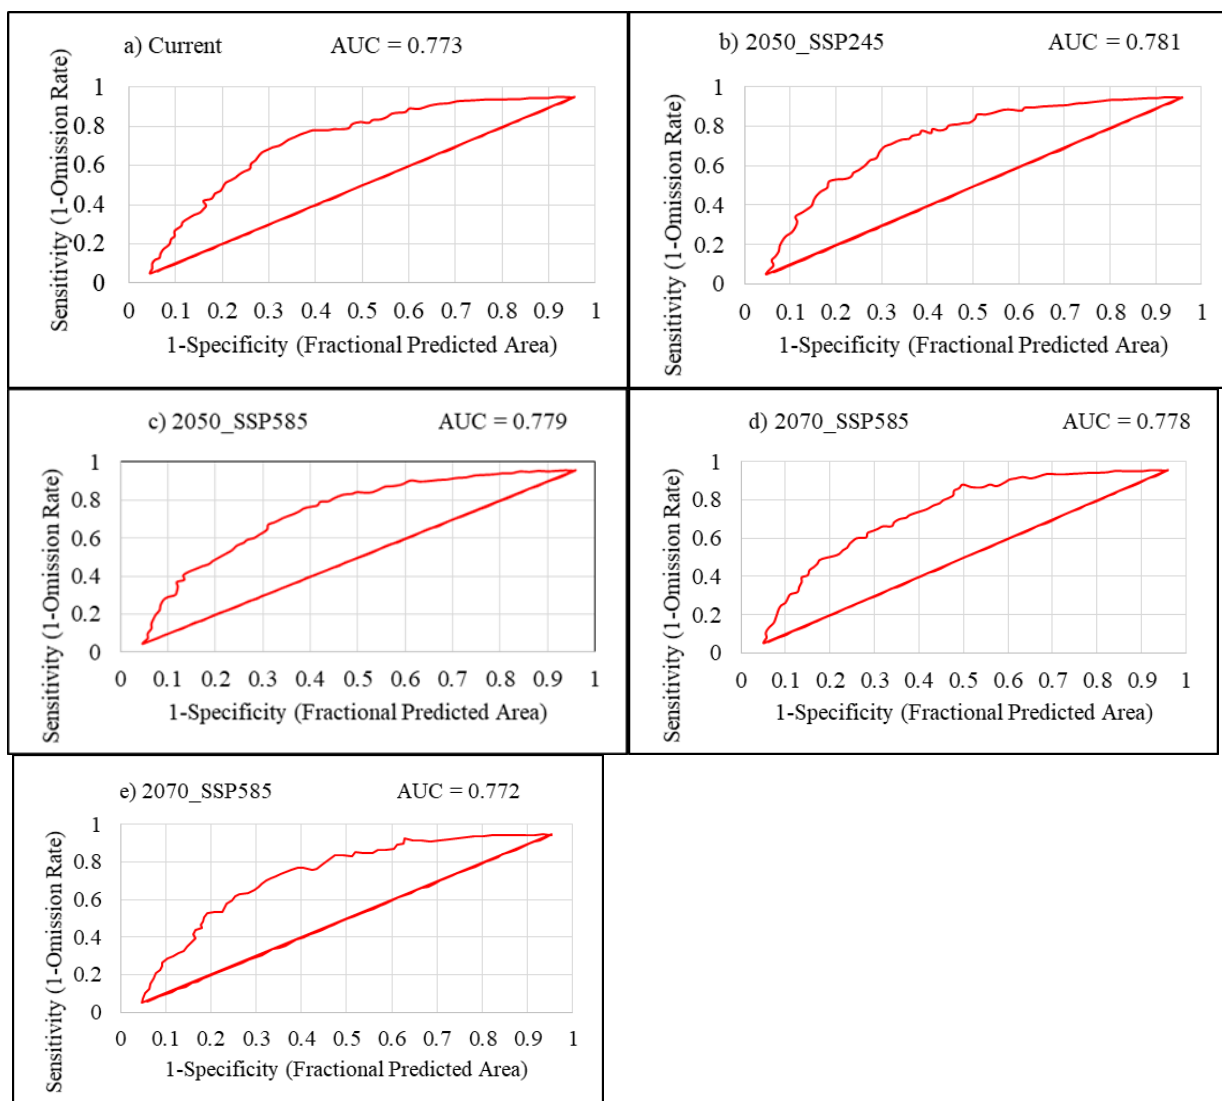 a) Current AUC = 0.773
Sensitivity (1-Omission Rate)
1
0.8
0.6
0.4
0.2
0
0 0.1 0.2 0.3 0.4 0.5 0.6 0.7 0.8 0.9 1
1-Specificity (Fractional Predicted Area)
b) 2050_SSP245 AUC = 0.781
Sensitivity (1-Omission Rate)
1
0.8
0.6
0.4
0.2
0
0 0.1 0.2 0.3 0.4 0.5 0.6 0.7 0.8 0.9 1
1-Specificity (Fractional Predicted Area)
c) 2050_SSP585 AUC = 0.779
Sensitivity (1-Omission Rate)
1
0.8
0.6
0.4
0.2
0
0 0.1 0.2 0.3 0.4 0.5 0.6 0.7 0.8 0.9 1
1-Specificity (Fractional Predicted Area)
d) 2070_SSP585 AUC = 0.778
Sensitivity (1-Omission Rate)
1
0.8
0.6
0.4
0.2
0
0 0.1 0.2 0.3 0.4 0.5 0.6 0.7 0.8 0.9 1
1-Specificity (Fractional Predicted Area)
e) 2070_SSP585 AUC = 0.772
Sensitivity (1-Omission Rate)
1
0.8
0.6
0.4
0.2
0
0 0.1 0.2 0.3 0.4 0.5 0.6 0.7 0.8 0.9 1
1-Specificity (Fractional Predicted Area)